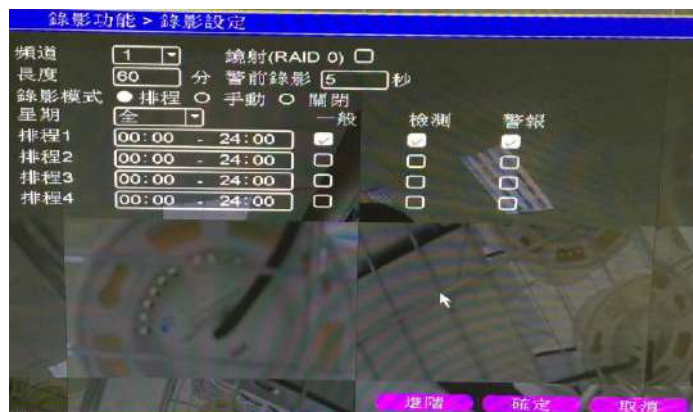 錄影功能 > 錄影設定
頻道 1 鏡射(RAID 0)
長度 60 分 警前錄影 5 秒
錄影模式 排程 手動 關閉
星期 全 一般 檢測 警報
排程1 00:00 - 24:00
排程2 00:00 - 24:00
排程3 00:00 - 24:00
排程4 00:00 - 24:00
進階 確定 取消